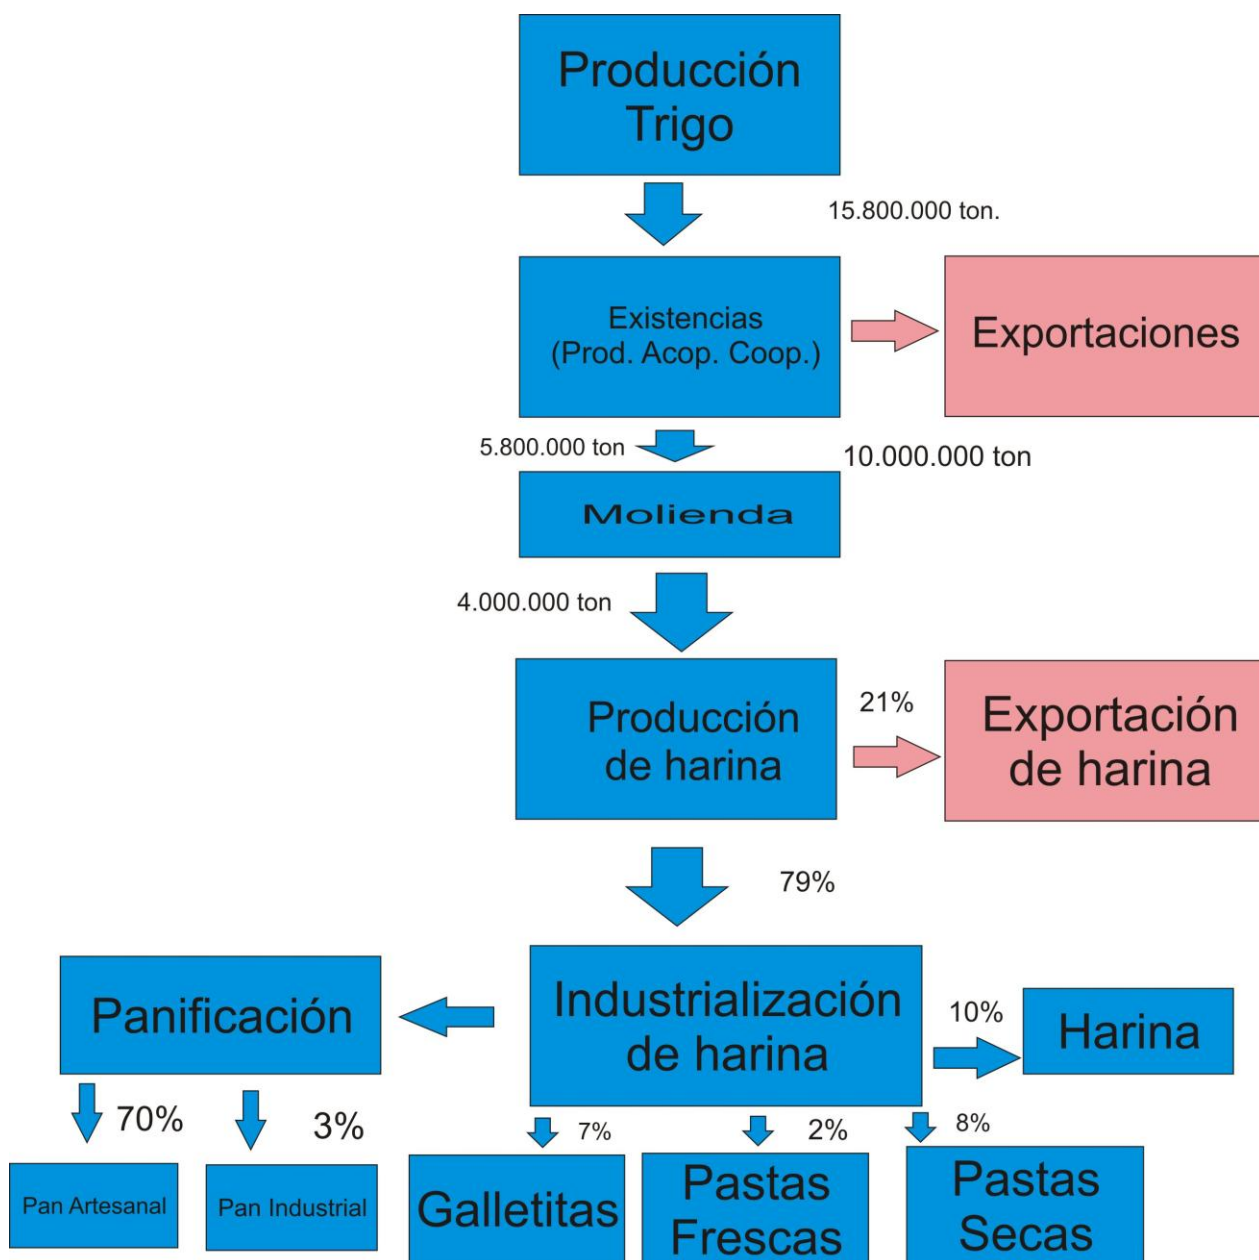 Producción
Trigo
15.800.000 ton.
Existencias
(Prod. Acop. Coop.)
Exportaciones
5.800.000 ton
10.000.000 ton
Molienda
4.000.000 ton
Producción
de harina
21%
Exportación
de harina
79%
Panificación
Industrialización
de harina
10%
Harina
70%
3%
7%
2%
8%
Pan Artesanal
Pan Industrial
Galletitas
Pastas
Frescas
Pastas
Secas